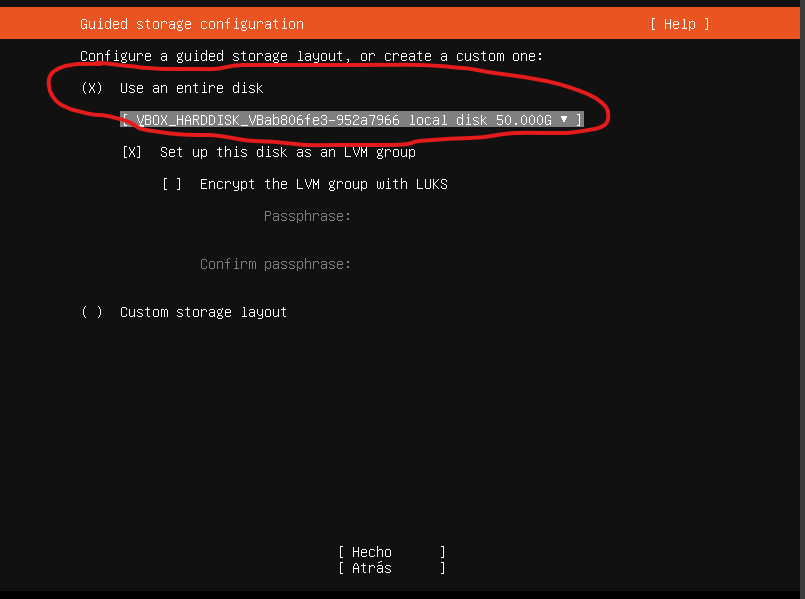 Guided storage configuration [ Help ]
Configure a guided storage layout, or create a custom one:
(X) Use an entire disk
[ VBOX_HARDDISK_VBab806fe3-952a7966 local disk 50.000G ▼ ]
[X] Set up this disk as an LVM group
[ ] Encrypt the LVM group with LUKS
Passphrase:
Confirm passphrase:
( ) Custom storage layout
[ Hecho ]
[ Atrás ]